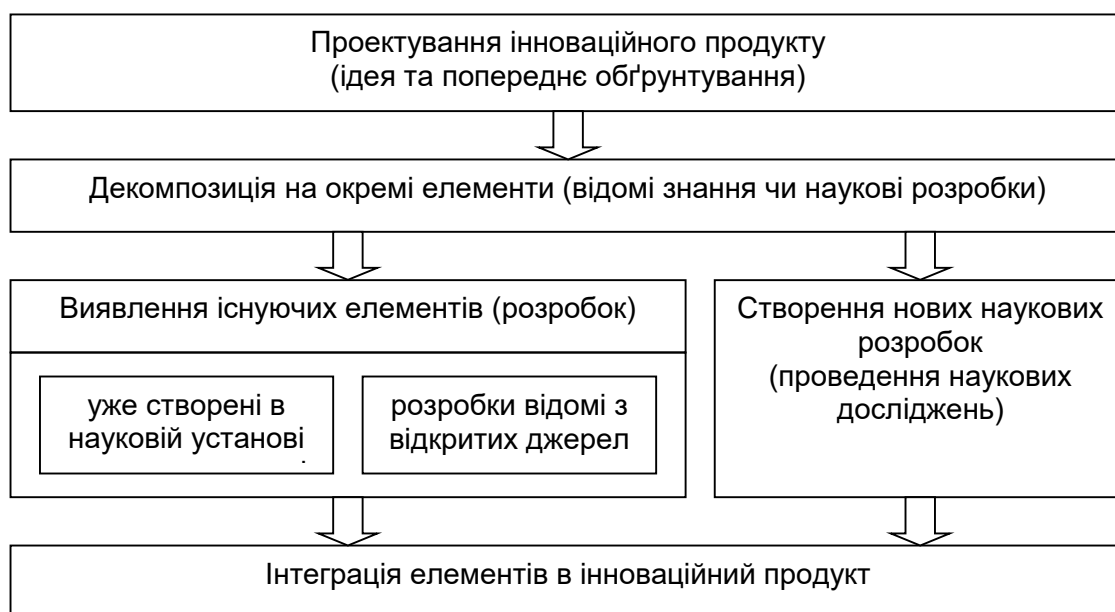 Проектування інноваційного продукту
(ідея та попереднє обґрунтування)
Декомпозиція на окремі елементи (відомі знання чи наукові розробки)
Виявлення існуючих елементів (розробок)
уже створені в
науковій установі
розробки відомі з
відкритих джерел
Створення нових наукових
розробок
(проведення наукових
досліджень)
Інтеграція елементів в інноваційний продукт